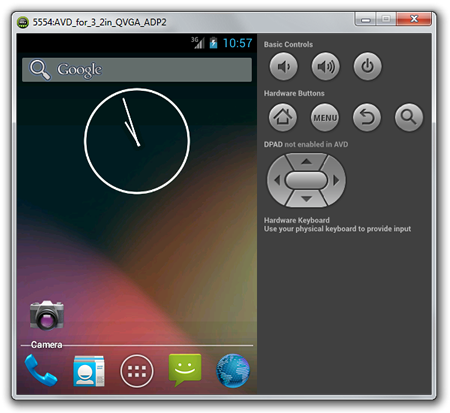 5554:AVD_for_3_2in_QVGA_ADP2
3G 10:57
Google
Camera
Basic Controls
Hardware Buttons
MENU
DPAD not enabled in AVD
Hardware Keyboard
Use your physical keyboard to provide input